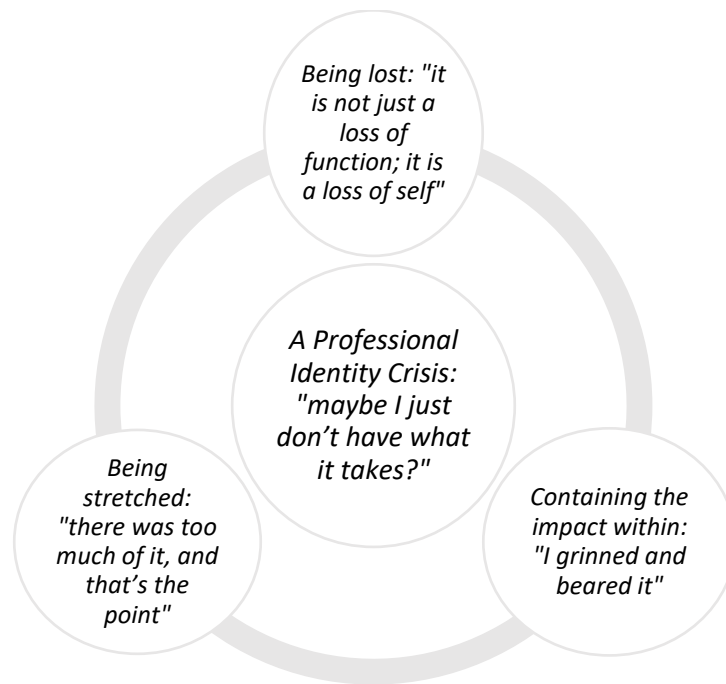 Being lost: "it
is not just a
loss of
function; it is
a loss of self"
A Professional
Identity Crisis:
"maybe I just
don’t have what
it takes?"
Being
stretched:
"there was too
much of it, and
that’s the
point"
Containing the
impact within:
"I grinned and
beared it"